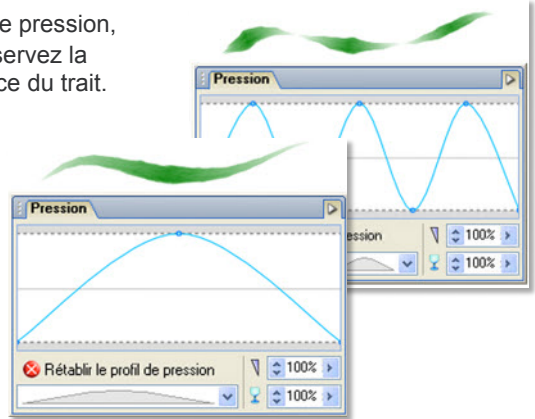 e pression,
servez la
ce du trait.
Pression
ession
100%
100%
Pression
Rétablir le profil de pression
100%
100%